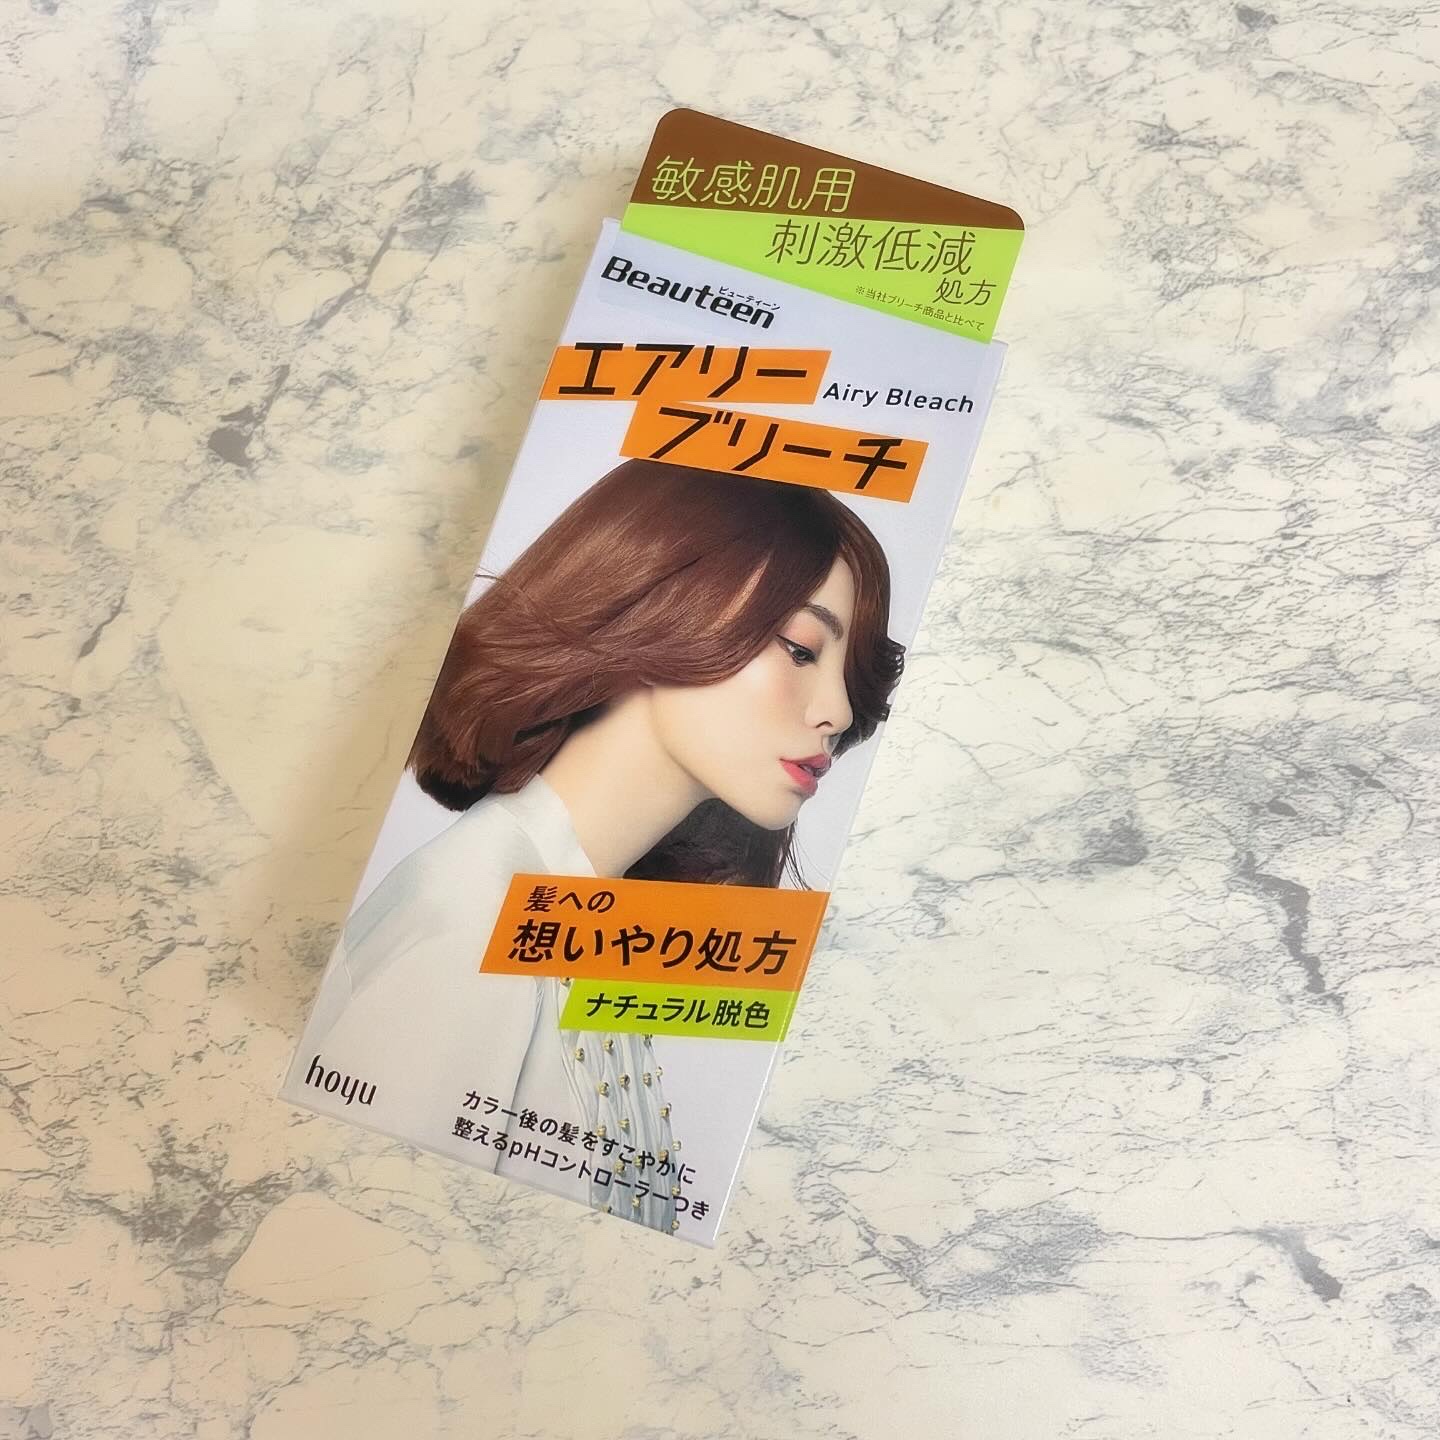 敏感肌用
刺激低減
処方
※当社ブリーチ商品と比べて
Beauteen
ビューティーン
エアリー
Airy Bleach
ブリーチ
髪への
想いやり処方
ナチュラル脱色
hoyu
カラー後の髪をすこやかに
整えるpHコントローラーつき